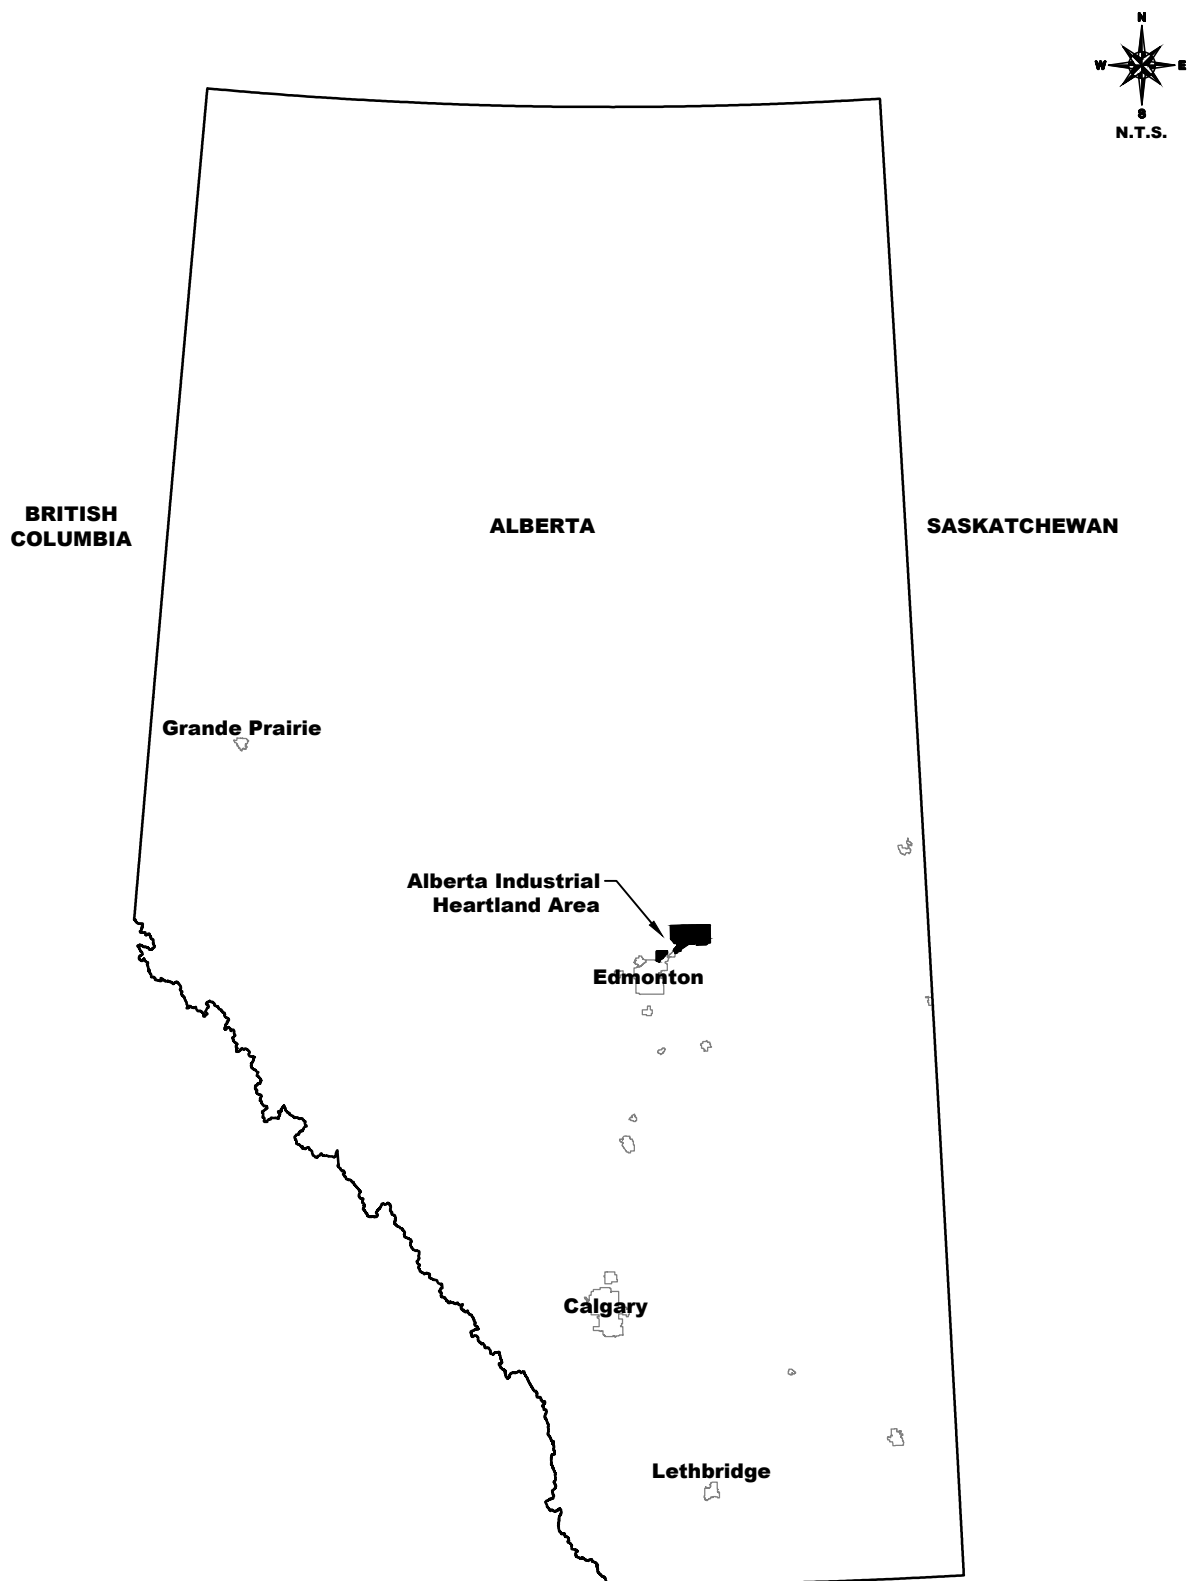 N
W
E
S
N.T.S.
BRITISH
COLUMBIA
ALBERTA
SASKATCHEWAN
Grande Prairie
Alberta Industrial
Heartland Area
Edmonton
Calgary
Lethbridge